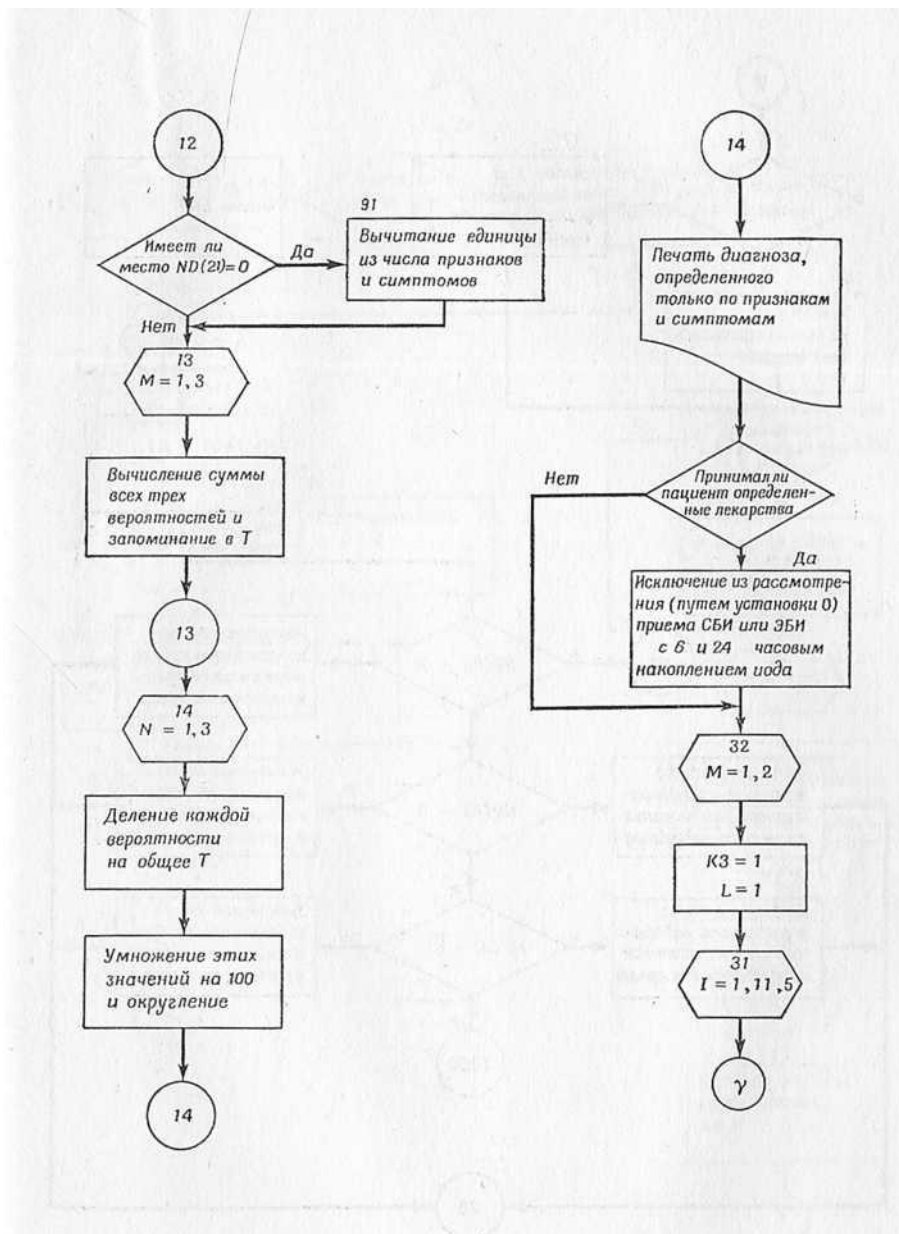 12
Имеет ли
место ND(21)=0
Да
91
Вычитание единицы
из числа признаков
и симптомов
Нет
13
M = 1, 3
Вычисление суммы
всех трех
вероятностей и
запоминание в T
13
14
N = 1, 3
Деление каждой
вероятности
на общее T
Умножение этих
значений на 100
и округление
14
14
Печать диагноза,
определенного
только по признакам
и симптомам
Принимал ли
пациент определен-
ные лекарства
Нет
Да
Исключение из рассмотре-
ния (путем установки 0)
приема СБИ или ЭБИ
с 6 и 24 часовым
накоплением иода
32
M = 1, 2
K3 = 1
L = 1
31
I = 1, 11, 5
γ